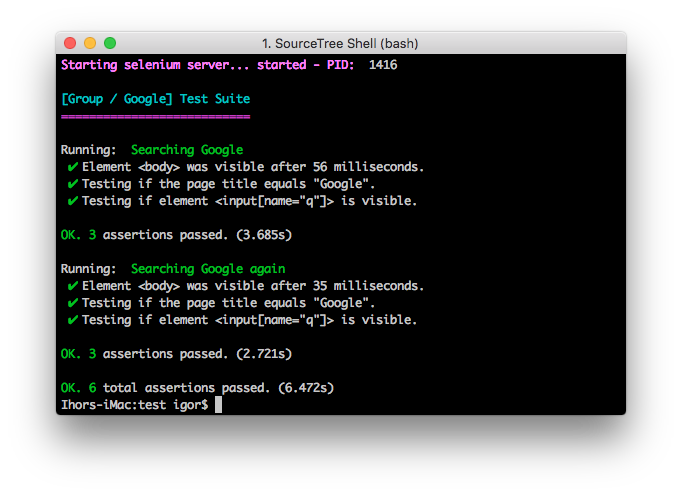 1. SourceTree Shell (bash)
Starting selenium server... started - PID:  1416
[Group / Google] Test Suite
===========================
Running:  Searching Google
✔ Element <body> was visible after 56 milliseconds.
✔ Testing if the page title equals "Google".
✔ Testing if element <input[name="q"]> is visible.
OK. 3 assertions passed. (3.685s)
Running:  Searching Google again
✔ Element <body> was visible after 35 milliseconds.
✔ Testing if the page title equals "Google".
✔ Testing if element <input[name="q"]> is visible.
OK. 3 assertions passed. (2.721s)
OK. 6 total assertions passed. (6.472s)
Ihors-iMac:test igor$